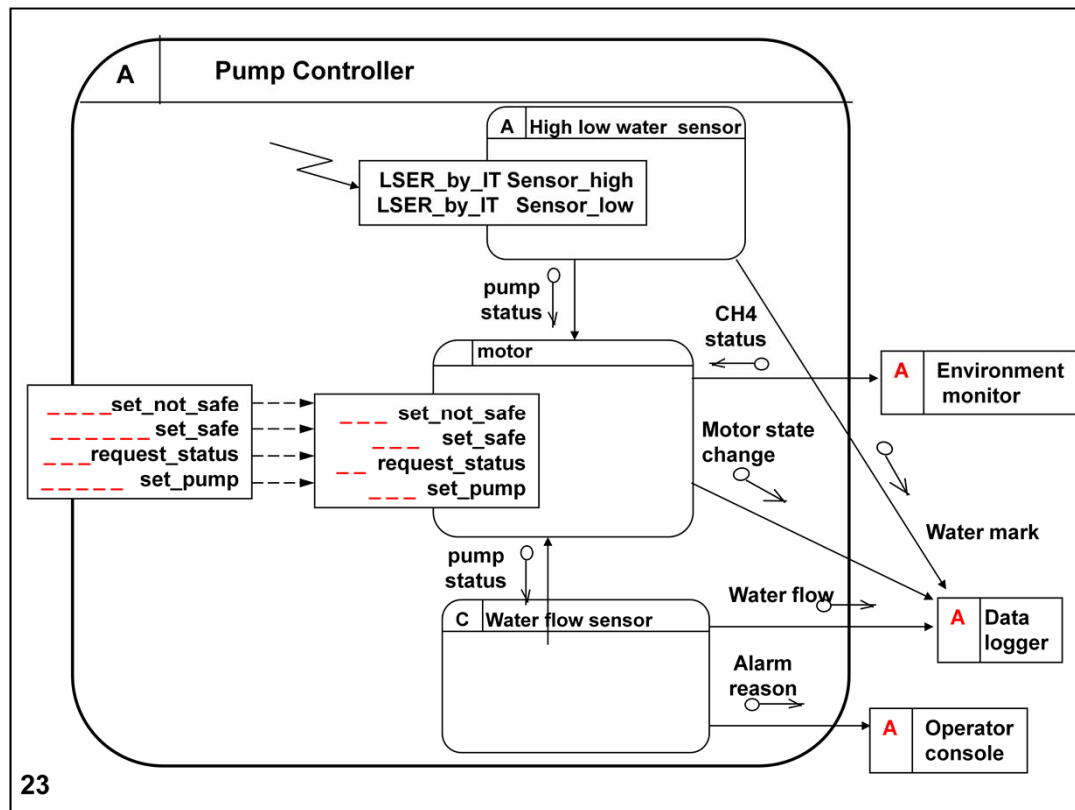 A Pump Controller
A High low water sensor
LSER_by_IT Sensor_high
LSER_by_IT Sensor_low
pump
status
CH4
status
motor
A Environment
monitor
_ _ _ _set_not_safe
_ _ _ _ _ _ set_safe
_ _ _request_status
_ _ _ _ _ set_pump
_ _ _ set_not_safe
_ _ _ set_safe
_ _ request_status
_ _ _ set_pump
Motor state
change
Water mark
pump
status
C Water flow sensor
Water flow
A Data
logger
Alarm
reason
A Operator
console
23